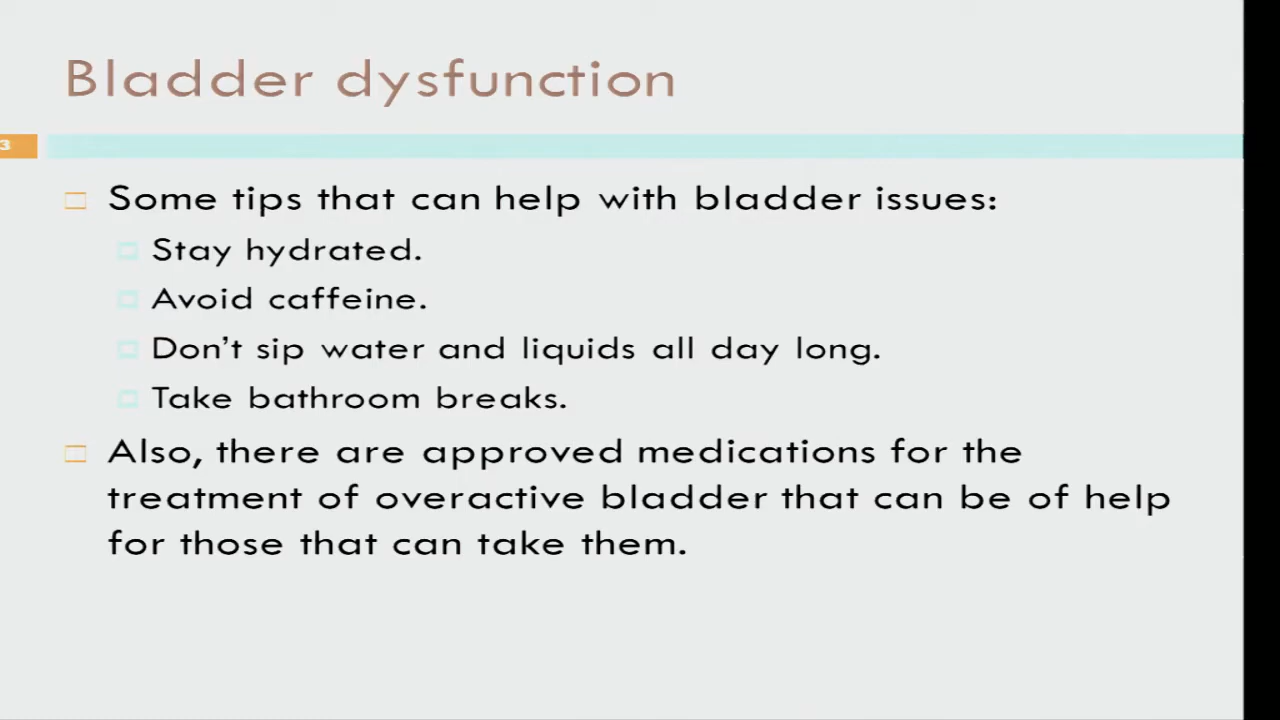 Bladder dysfunction
3
Some tips that can help with bladder issues:
Stay hydrated.
Avoid caffeine.
Don't sip water and liquids all day long.
Take bathroom breaks.
Also, there are approved medications for the
treatment of overactive bladder that can be of help
for those that can take them.